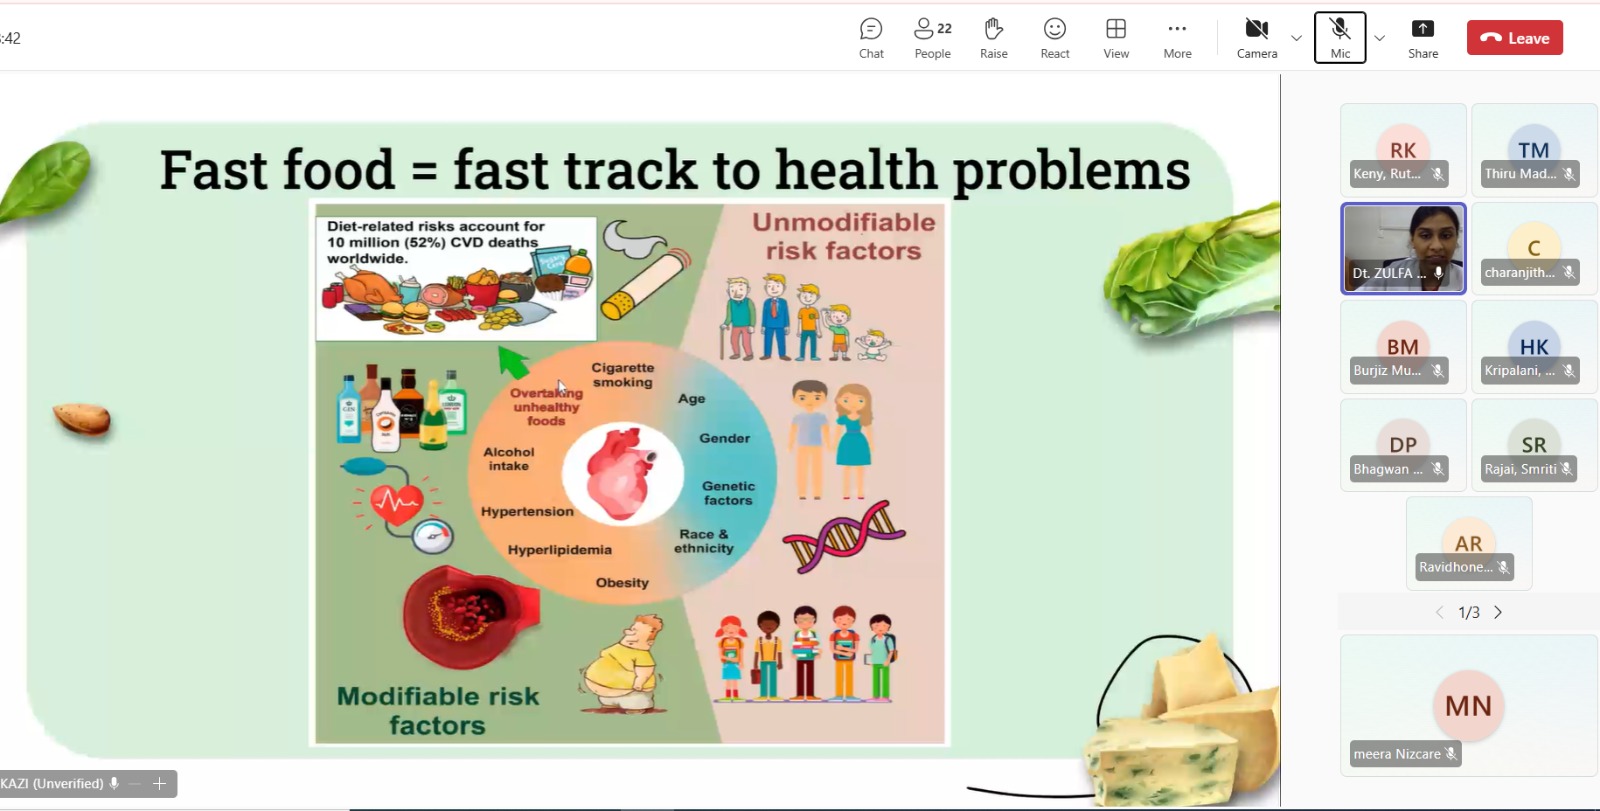 :42
Chat
22
People
Raise
React
View
More
Camera
Mic
Share
Leave
Fast food = fast track to health problems
Diet-related risks account for
10 million (52%) CVD deaths
worldwide.
Unmodifiable
risk factors
Cigarette
smoking
Overtaking
unhealthy
foods
Alcohol
intake
Hypertension
Hyperlipidemia
Obesity
Age
Gender
Genetic
factors
Race &
ethnicity
GIN
Modifiable risk
factors
KAZI (Unverified)
RK
Keny, Rut...
TM
Thiru Mad...
Dt. ZULFA ...
C
charanjith...
BM
Burjiz Mu...
HK
Kripalani, ...
DP
Bhagwan ...
SR
Rajai, Smriti
AR
Ravidhone...
1/3
MN
meera Nizcare